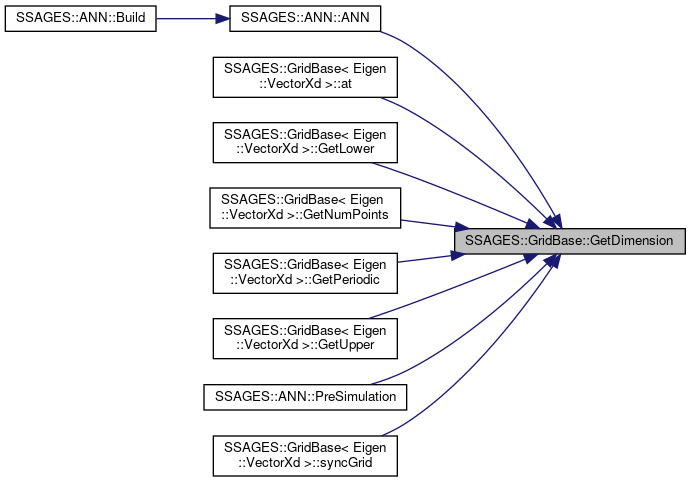 SSAGES::ANN::Build
SSAGES::ANN::ANN
SSAGES::GridBase< Eigen
::VectorXd >::at
SSAGES::GridBase< Eigen
::VectorXd >::GetLower
SSAGES::GridBase< Eigen
::VectorXd >::GetNumPoints
SSAGES::GridBase::GetDimension
SSAGES::GridBase< Eigen
::VectorXd >::GetPeriodic
SSAGES::GridBase< Eigen
::VectorXd >::GetUpper
SSAGES::ANN::PreSimulation
SSAGES::GridBase< Eigen
::VectorXd >::syncGrid